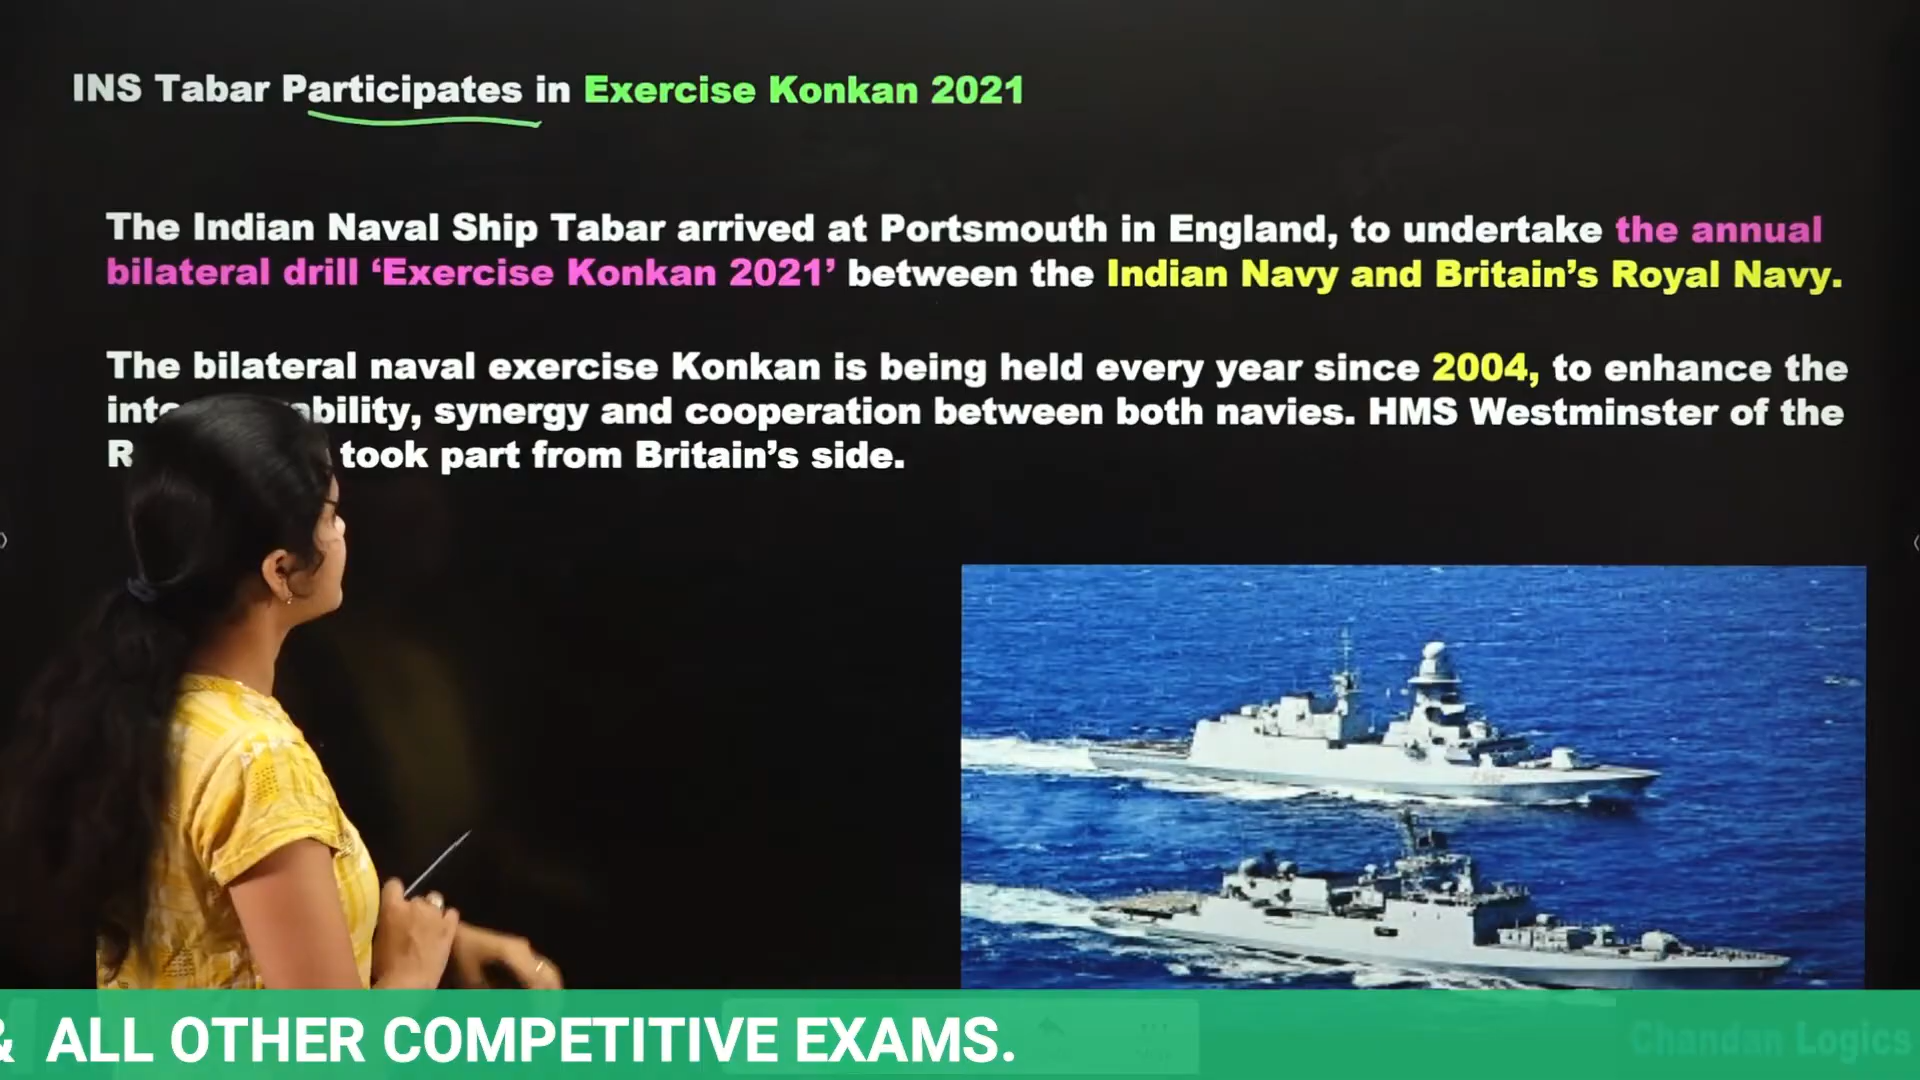 INS Tabar Participates in Exercise Konkan 2021
The Indian Naval Ship Tabar arrived at Portsmouth in England, to undertake the annual
bilateral drill ‘Exercise Konkan 2021’ between the Indian Navy and Britain’s Royal Navy.
The bilateral naval exercise Konkan is being held every year since 2004, to enhance the
synergy and cooperation between both navies. HMS Westminster of the
took part from Britain’s side.
& ALL OTHER COMPETITIVE EXAMS.
Chandan Logics